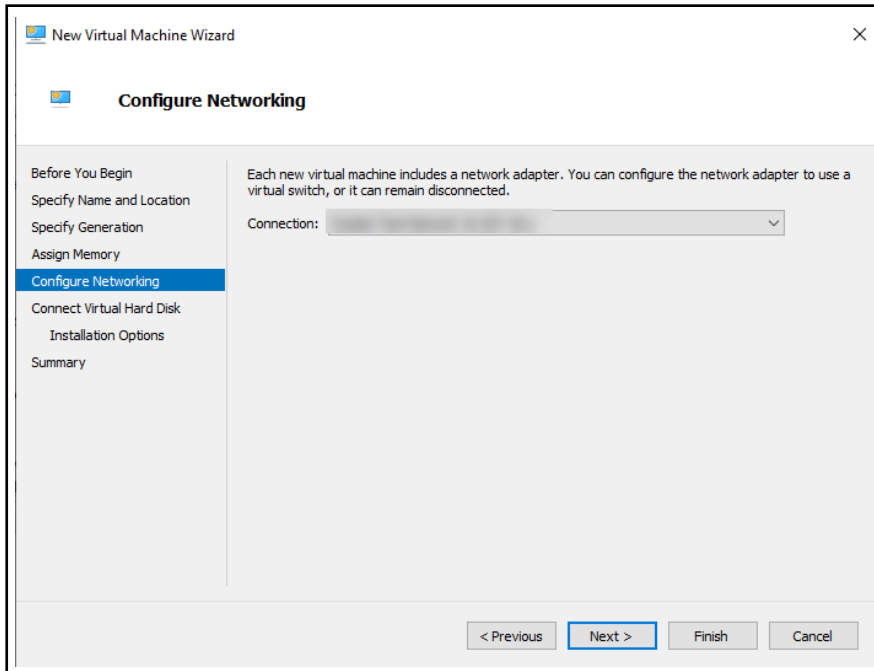 New Virtual Machine Wizard
Configure Networking
Before You Begin
Specify Name and Location
Specify Generation
Assign Memory
Configure Networking
Connect Virtual Hard Disk
Installation Options
Summary
Each new virtual machine includes a network adapter. You can configure the network adapter to use a
virtual switch, or it can remain disconnected.
Connection:
< Previous
Next >
Finish
Cancel